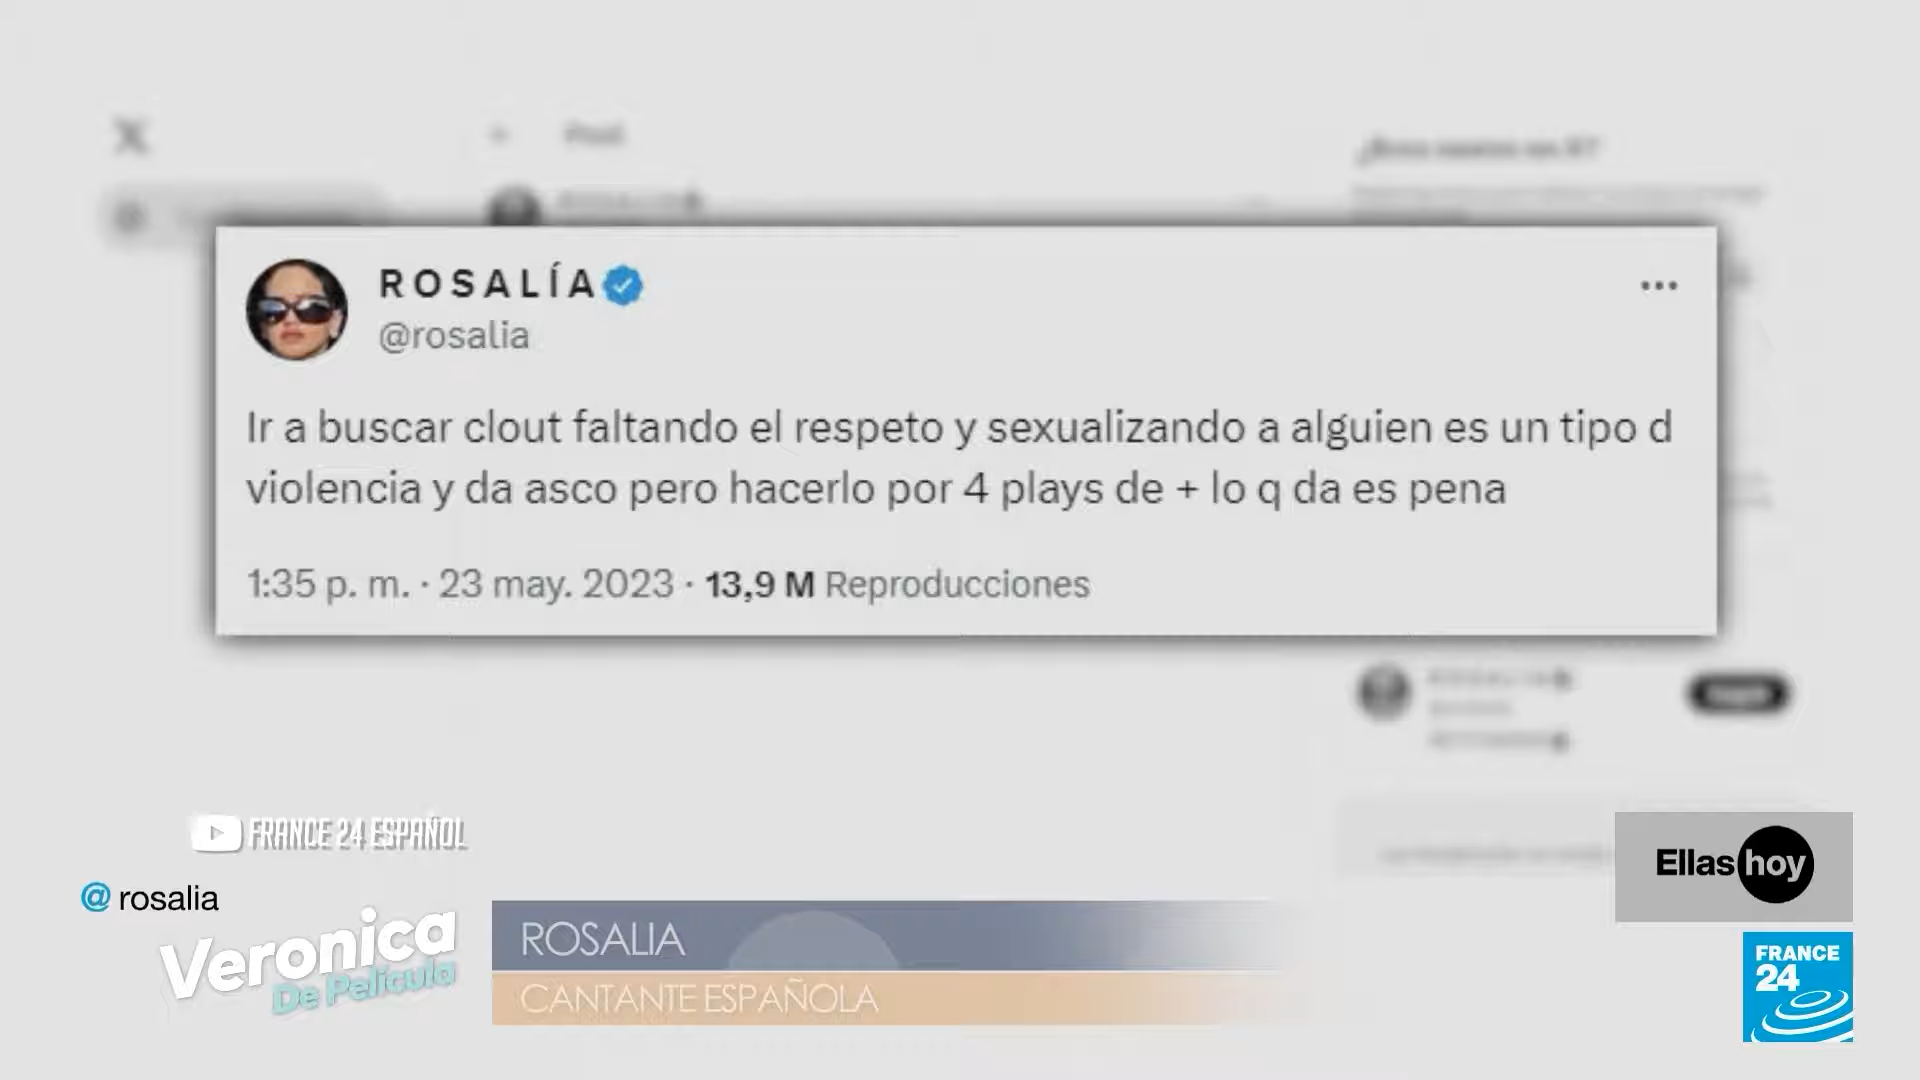 ROSALÍA
@rosalia
Ir a buscar clout faltando el respeto y sexualizando a alguien es un tipo d
violencia y da asco pero hacerlo por 4 plays de + lo q da es pena
1:35 p. m. · 23 may. 2023 · 13,9 M Reproducciones
FRANCE 24 ESPAÑOL
@ rosalia
Veronica
De Película
ROSALIA
CANTANTE ESPAÑOLA
Ellas hoy
FRANCE
24